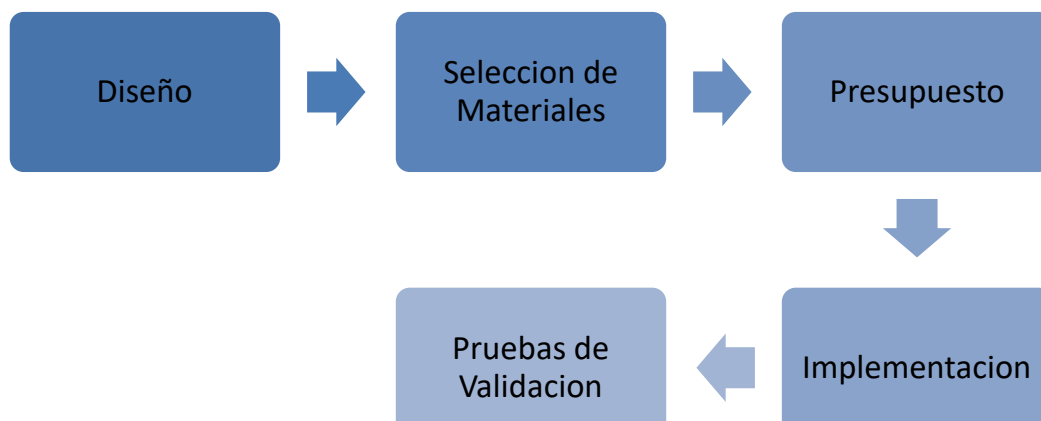 Diseño
Seleccion de
Materiales
Presupuesto
Implementacion
Pruebas de
Validacion